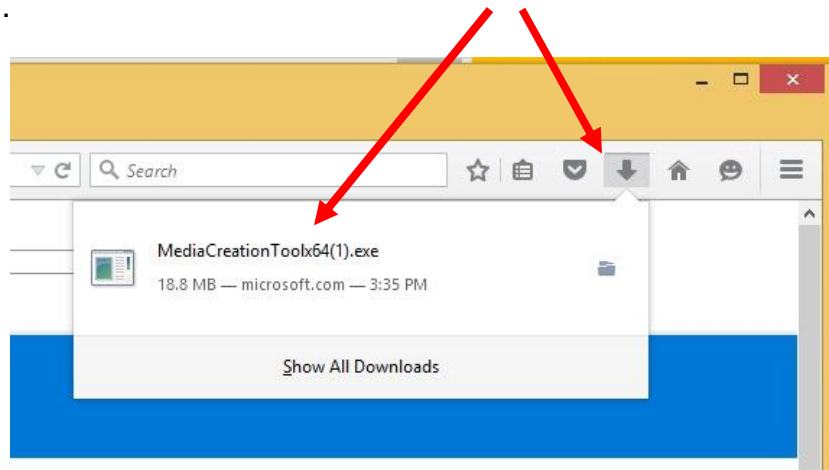 .
Search
MediaCreationToolx64(1).exe
18.8 MB — microsoft.com — 3:35 PM
Show All Downloads